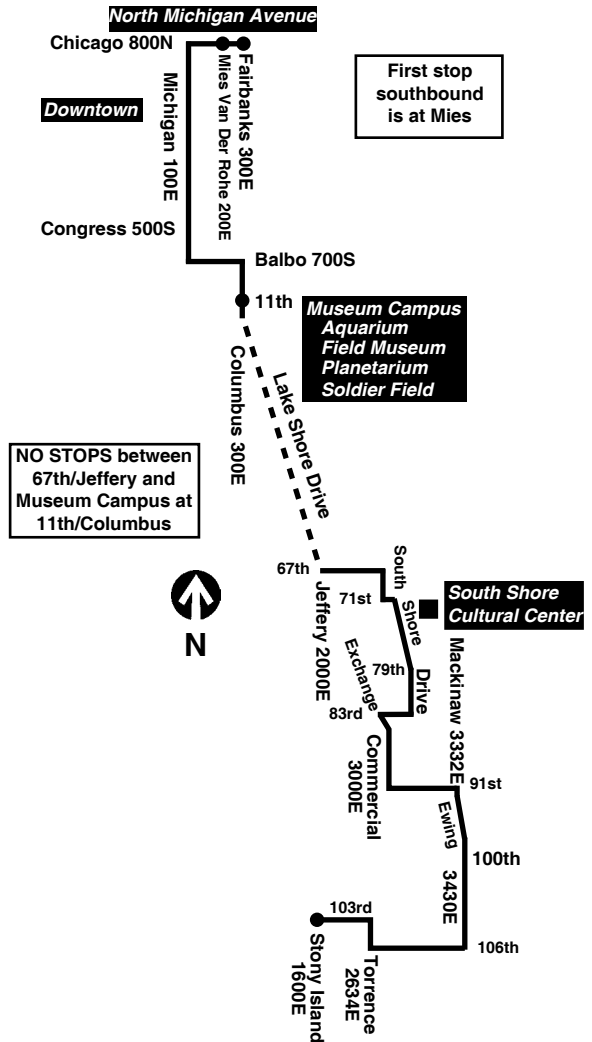 North Michigan Avenue
Chicago 800N
Fairbanks 300E
Mies Van Der Rohe 200E
Michigan 100E
First stop
southbound
is at Mies
Downtown
Congress 500S
Balbo 700S
11th
Museum Campus
Aquarium
Field Museum
Planetarium
Soldier Field
Columbus 300E
Lake Shore Drive
NO STOPS between
67th/Jeffery and
Museum Campus at
11th/Columbus
67th
South
Shore
Drive
71st
Jeffery 2000E
South Shore
Cultural Center
N
Exchange
79th
Mackinaw 3332E
83rd
Commercial
3000E
91st
Ewing
3430E
100th
103rd
106th
Stony Island
1600E
Torrence
2634E